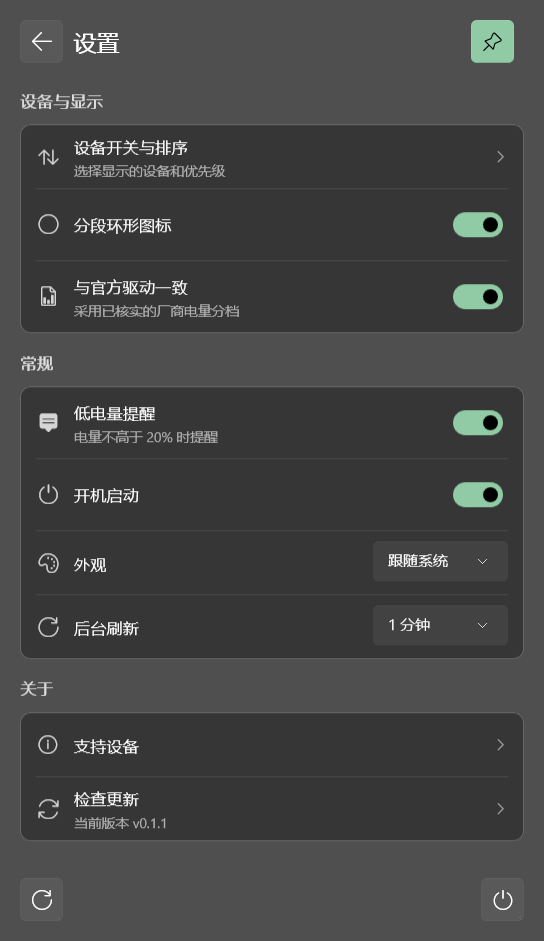 设置
设备与显示
设备开关与排序
选择显示的设备和优先级
分段环形图标
与官方驱动一致
采用已核实的厂商电量分档
常规
低电量提醒
电量不高于 20% 时提醒
开机启动
外观
跟随系统
后台刷新
1 分钟
关于
支持设备
检查更新
当前版本 v0.1.1